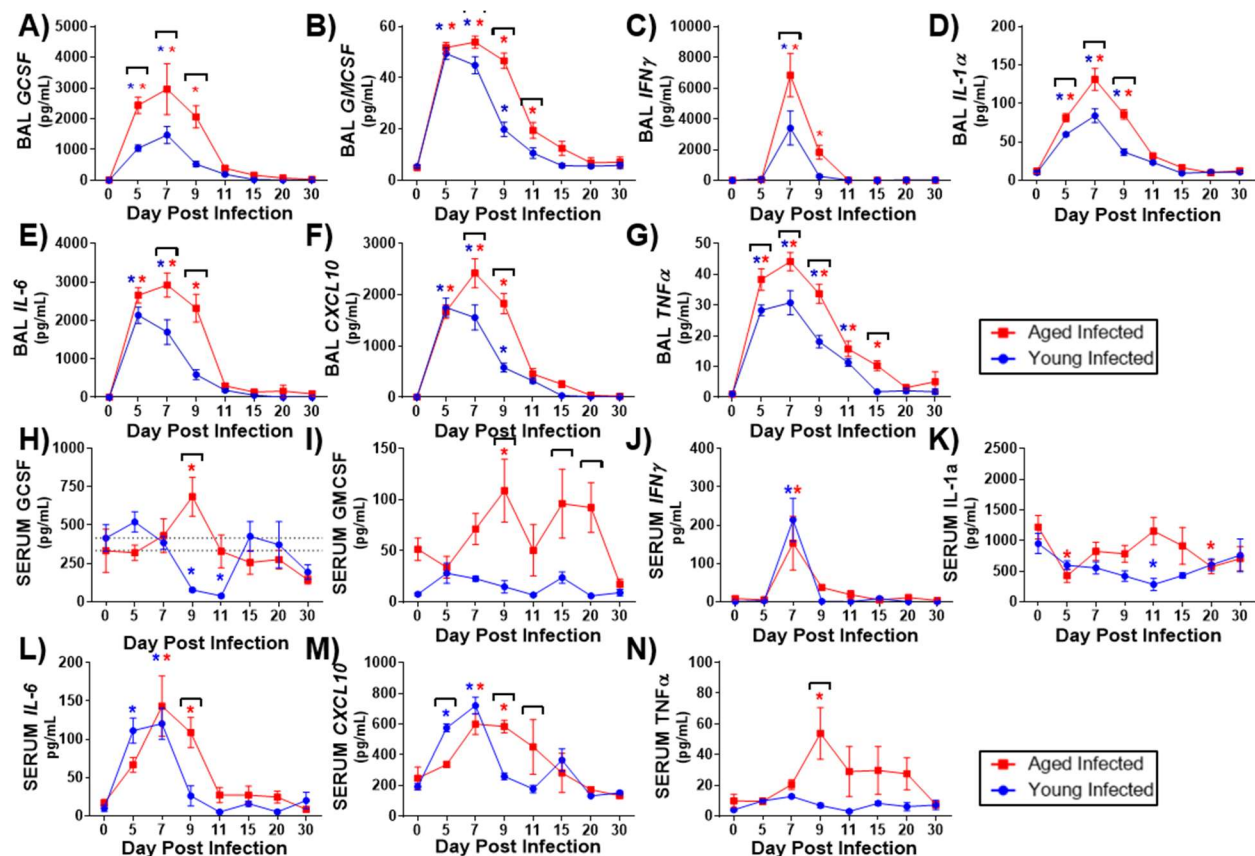 A)
BAL GCSF
(pg/mL)
5000
4000
3000
2000
1000
0
* *
* *
*
0 5 7 9 11 15 20 30
Day Post Infection
B)
BAL GMCSF
(pg/mL)
60
40
20
0
* *
* *
*
*
*
0 5 7 9 11 15 20 30
Day Post Infection
C)
BAL IFNγ
(pg/mL)
10000
8000
6000
4000
2000
0
* *
*
0 5 7 9 11 15 20 30
Day Post Infection
D)
BAL IL-1α
(pg/mL)
200
150
100
50
0
* *
* *
* *
0 5 7 9 11 15 20 30
Day Post Infection
E)
BAL IL-6
(pg/mL)
4000
3000
2000
1000
0
* *
* *
*
0 5 7 9 11 15 20 30
Day Post Infection
F)
BAL CXCL10
(pg/mL)
3000
2000
1000
0
* *
* *
*
*
0 5 7 9 11 15 20 30
Day Post Infection
G)
BAL TNFα
(pg/mL)
50
40
30
20
10
0
* *
* *
* *
* *
*
0 5 7 9 11 15 20 30
Day Post Infection
Aged Infected
Young Infected
H)
SERUM GCSF
(pg/mL)
1000
750
500
250
0
*
*
*
0 5 7 9 11 15 20 30
Day Post Infection
I)
SERUM GMCSF
(pg/mL)
150
100
50
0
*
0 5 7 9 11 15 20 30
Day Post Infection
J)
SERUM IFNγ
pg/mL
400
300
200
100
0
* *
0 5 7 9 11 15 20 30
Day Post Infection
K)
SERUM IL-1a
(pg/mL)
2500
2000
1500
1000
500
0
*
*
*
0 5 7 9 11 15 20 30
Day Post Infection
L)
SERUM IL-6
pg/mL
200
150
100
50
0
*
* *
*
0 5 7 9 11 15 20 30
Day Post Infection
M)
SERUM CXCL10
pg/mL
1000
800
600
400
200
0
*
* *
*
0 5 7 9 11 15 20 30
Day Post Infection
N)
SERUM TNFα
pg/mL
100
80
60
40
20
0
*
0 5 7 9 11 15 20 30
Day Post Infection
Aged Infected
Young Infected